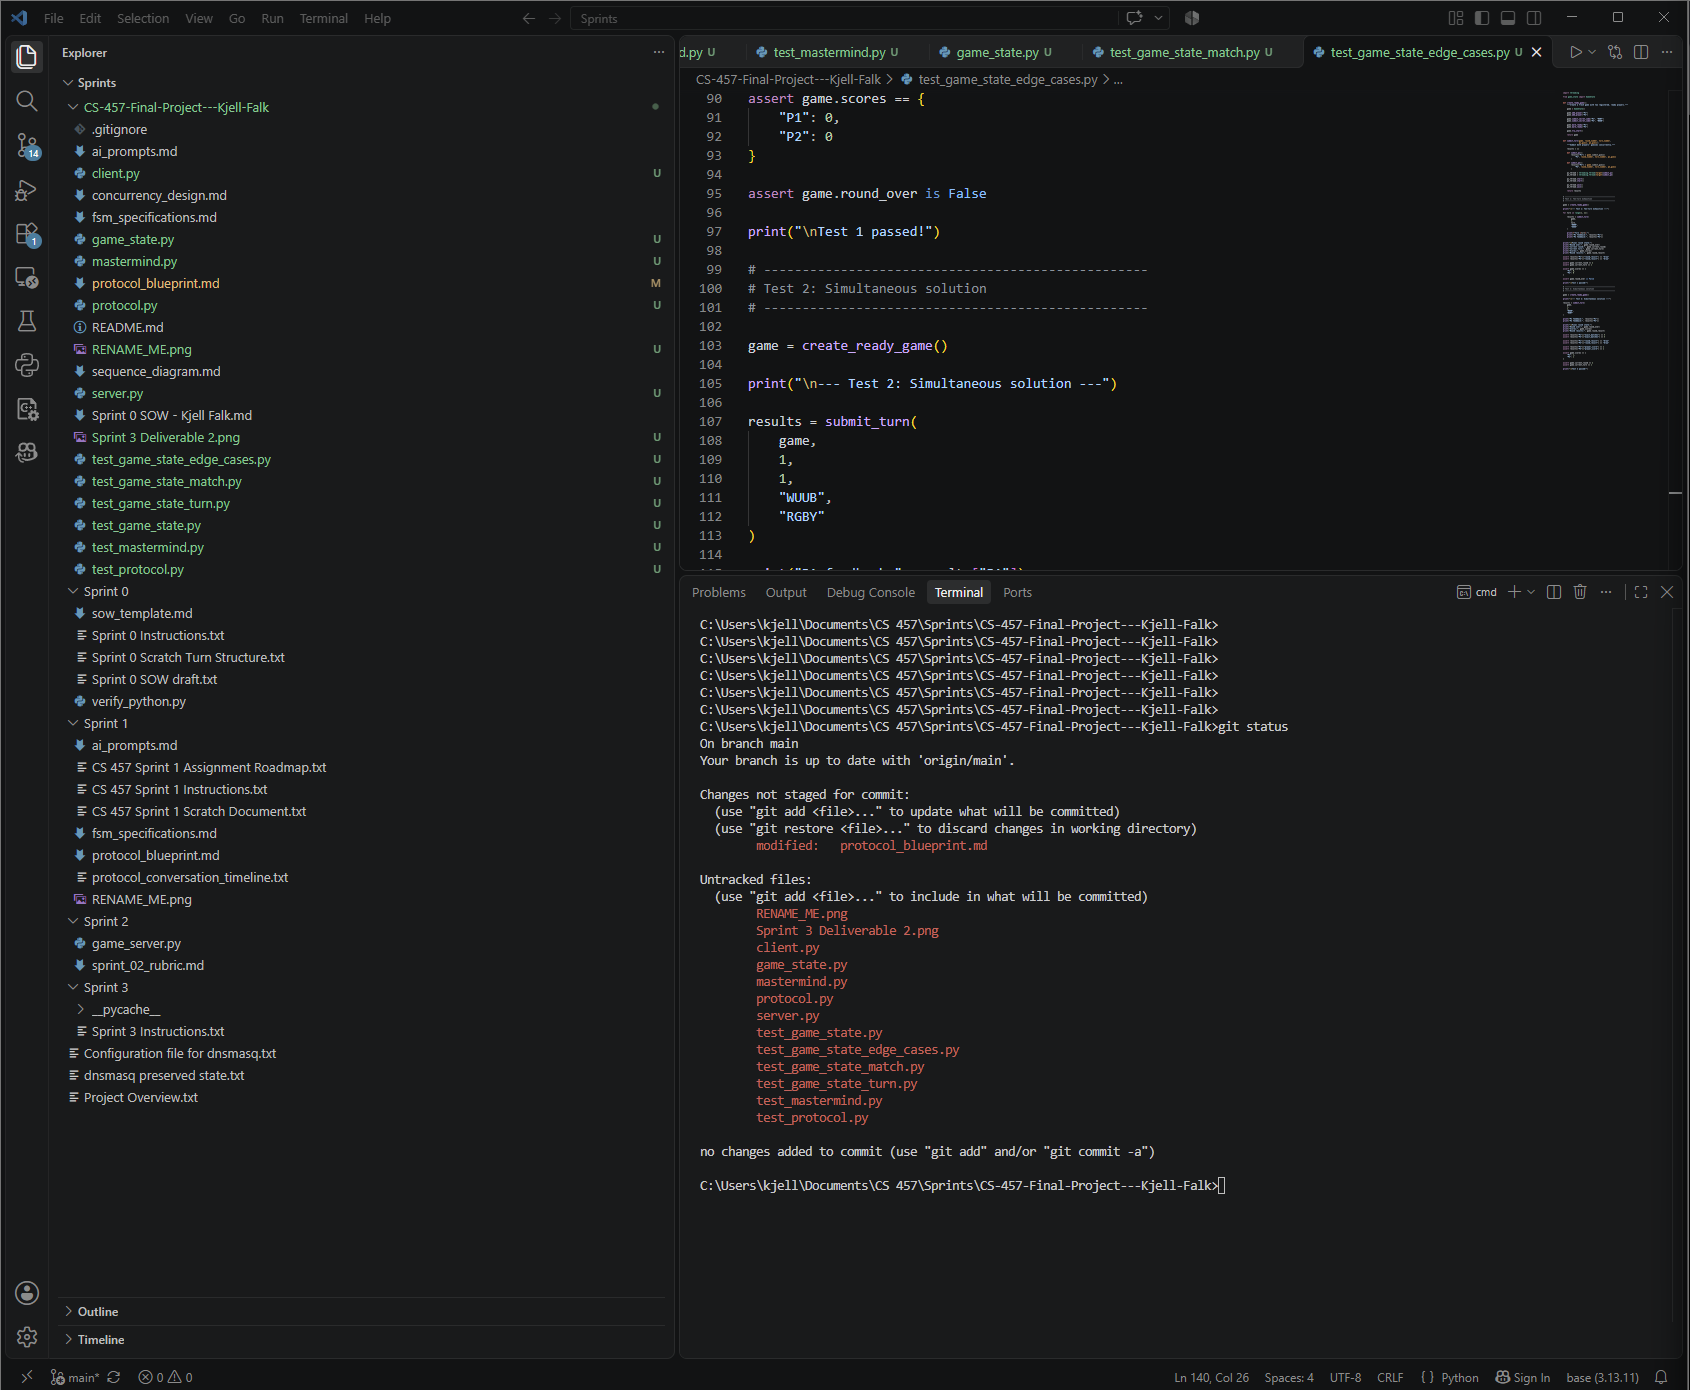 File Edit Selection View Go Run Terminal Help
Sprints
Explorer
Sprints
CS-457-Final-Project---Kjell-Falk
.gitignore
ai_prompts.md
client.py U
concurrency_design.md
fsm_specifications.md
game_state.py U
mastermind.py U
protocol_blueprint.md M
protocol.py U
README.md
RENAME_ME.png U
sequence_diagram.md
server.py U
Sprint 0 SOW - Kjell Falk.md
Sprint 3 Deliverable 2.png U
test_game_state_edge_cases.py U
test_game_state_match.py U
test_game_state_turn.py U
test_game_state.py U
test_mastermind.py U
test_protocol.py U
Sprint 0
sow_template.md
Sprint 0 Instructions.txt
Sprint 0 Scratch Turn Structure.txt
Sprint 0 SOW draft.txt
verify_python.py
Sprint 1
ai_prompts.md
CS 457 Sprint 1 Assignment Roadmap.txt
CS 457 Sprint 1 Instructions.txt
CS 457 Sprint 1 Scratch Document.txt
fsm_specifications.md
protocol_blueprint.md
protocol_conversation_timeline.txt
RENAME_ME.png
Sprint 2
game_server.py
sprint_02_rubric.md
Sprint 3
__pycache__
Sprint 3 Instructions.txt
Configuration file for dnsmasq.txt
dnsmasq preserved state.txt
Project Overview.txt
Outline
Timeline
14
1
d.py U test_mastermind.py U game_state.py U test_game_state_match.py U test_game_state_edge_cases.py U
CS-457-Final-Project---Kjell-Falk > test_game_state_edge_cases.py > ...
90 assert game.scores == {
91 "P1": 0,
92 "P2": 0
93 }
94
95 assert game.round_over is False
96
97 print("\nTest 1 passed!")
98
99 # --------------------------------------------------
100 # Test 2: Simultaneous solution
101 # --------------------------------------------------
102
103 game = create_ready_game()
104
105 print("\n--- Test 2: Simultaneous solution ---")
106
107 results = submit_turn(
108 game,
109 1,
110 1,
111 "WUUB",
112 "RGBY"
113 )
114
Problems Output Debug Console Terminal Ports
cmd
C:\Users\kjell\Documents\CS 457\Sprints\CS-457-Final-Project---Kjell-Falk>
C:\Users\kjell\Documents\CS 457\Sprints\CS-457-Final-Project---Kjell-Falk>
C:\Users\kjell\Documents\CS 457\Sprints\CS-457-Final-Project---Kjell-Falk>
C:\Users\kjell\Documents\CS 457\Sprints\CS-457-Final-Project---Kjell-Falk>
C:\Users\kjell\Documents\CS 457\Sprints\CS-457-Final-Project---Kjell-Falk>
C:\Users\kjell\Documents\CS 457\Sprints\CS-457-Final-Project---Kjell-Falk>
C:\Users\kjell\Documents\CS 457\Sprints\CS-457-Final-Project---Kjell-Falk>git status
On branch main
Your branch is up to date with 'origin/main'.
Changes not staged for commit:
(use "git add <file>..." to update what will be committed)
(use "git restore <file>..." to discard changes in working directory)
modified: protocol_blueprint.md
Untracked files:
(use "git add <file>..." to include in what will be committed)
RENAME_ME.png
Sprint 3 Deliverable 2.png
client.py
game_state.py
mastermind.py
protocol.py
server.py
test_game_state.py
test_game_state_edge_cases.py
test_game_state_match.py
test_game_state_turn.py
test_mastermind.py
test_protocol.py
no changes added to commit (use "git add" and/or "git commit -a")
C:\Users\kjell\Documents\CS 457\Sprints\CS-457-Final-Project---Kjell-Falk>
main* 0 0 Ln 140, Col 26 Spaces: 4 UTF-8 CRLF { } Python Sign In base (3.13.11)